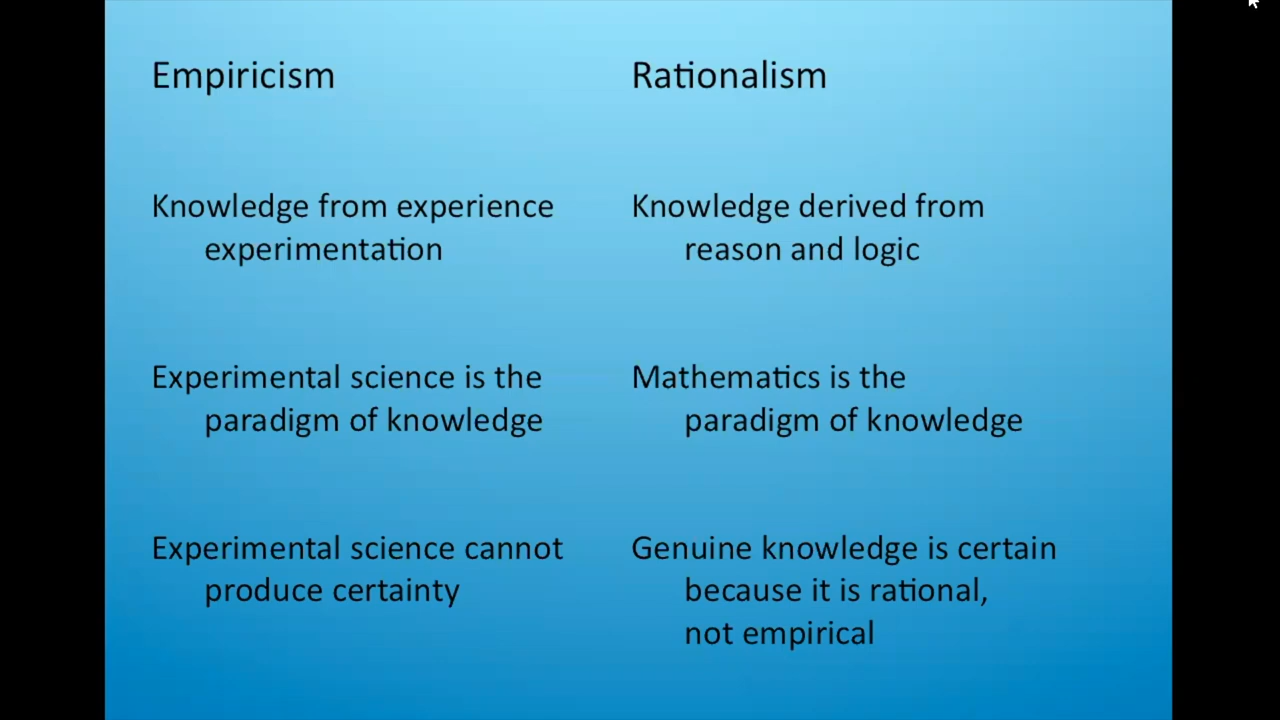 Empiricism
Knowledge from experience
experimentation
Experimental science is the
paradigm of knowledge
Experimental science cannot
produce certainty
Rationalism
Knowledge derived from
reason and logic
Mathematics is the
paradigm of knowledge
Genuine knowledge is certain
because it is rational,
not empirical